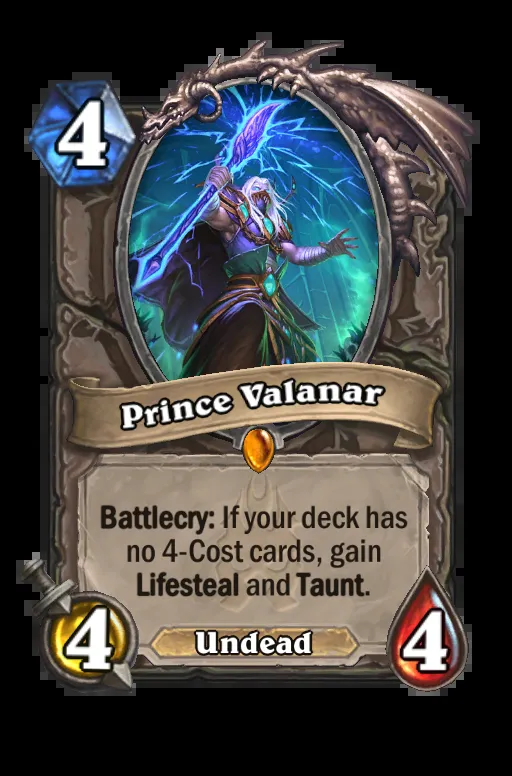 4
Prince Valanar
Battlecry: If your deck has
no 4-Cost cards, gain
Lifesteal and Taunt.
4
Undead
4